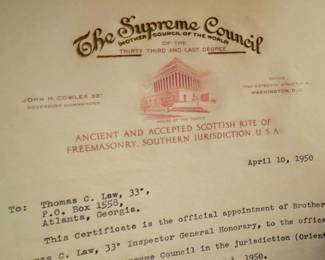 The Supreme Council
(MOTHER COUNCIL OF THE WORLD)
OF THE
THIRTY THIRD AND LAST DEGREE
JOHN H. COWLES 33°
SOVEREIGN COMMANDER
OFFICE
WASHINGTON, D.C.
HOUSE OF THE TEMPLE
ANCIENT AND ACCEPTED SCOTTISH RITE OF
FREEMASONRY, SOUTHERN JURISDICTION, U.S.A
April 10, 1950
To: Thomas C. Law, 33°,
P.O. Box 1558,
Atlanta, Georgia.
This Certificate is the official appointment of Brother
C. Law, 33° Inspector General Honorary, to the office
Council in the jurisdiction (Orient
1950.